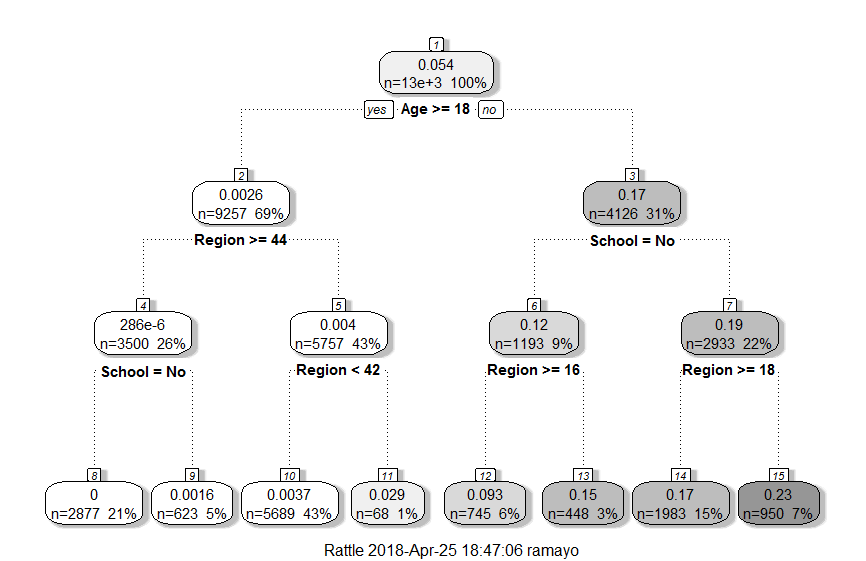 1
0.054
n=13e+3 100%
yes Age >= 18 no
2
0.0026
n=9257 69%
Region >= 44
3
0.17
n=4126 31%
School = No
4
286e-6
n=3500 26%
School = No
5
0.004
n=5757 43%
Region < 42
6
0.12
n=1193 9%
Region >= 16
7
0.19
n=2933 22%
Region >= 18
8
0
n=2877 21%
9
0.0016
n=623 5%
10
0.0037
n=5689 43%
11
0.029
n=68 1%
12
0.093
n=745 6%
13
0.15
n=448 3%
14
0.17
n=1983 15%
15
0.23
n=950 7%
Rattle 2018-Apr-25 18:47:06 ramayo